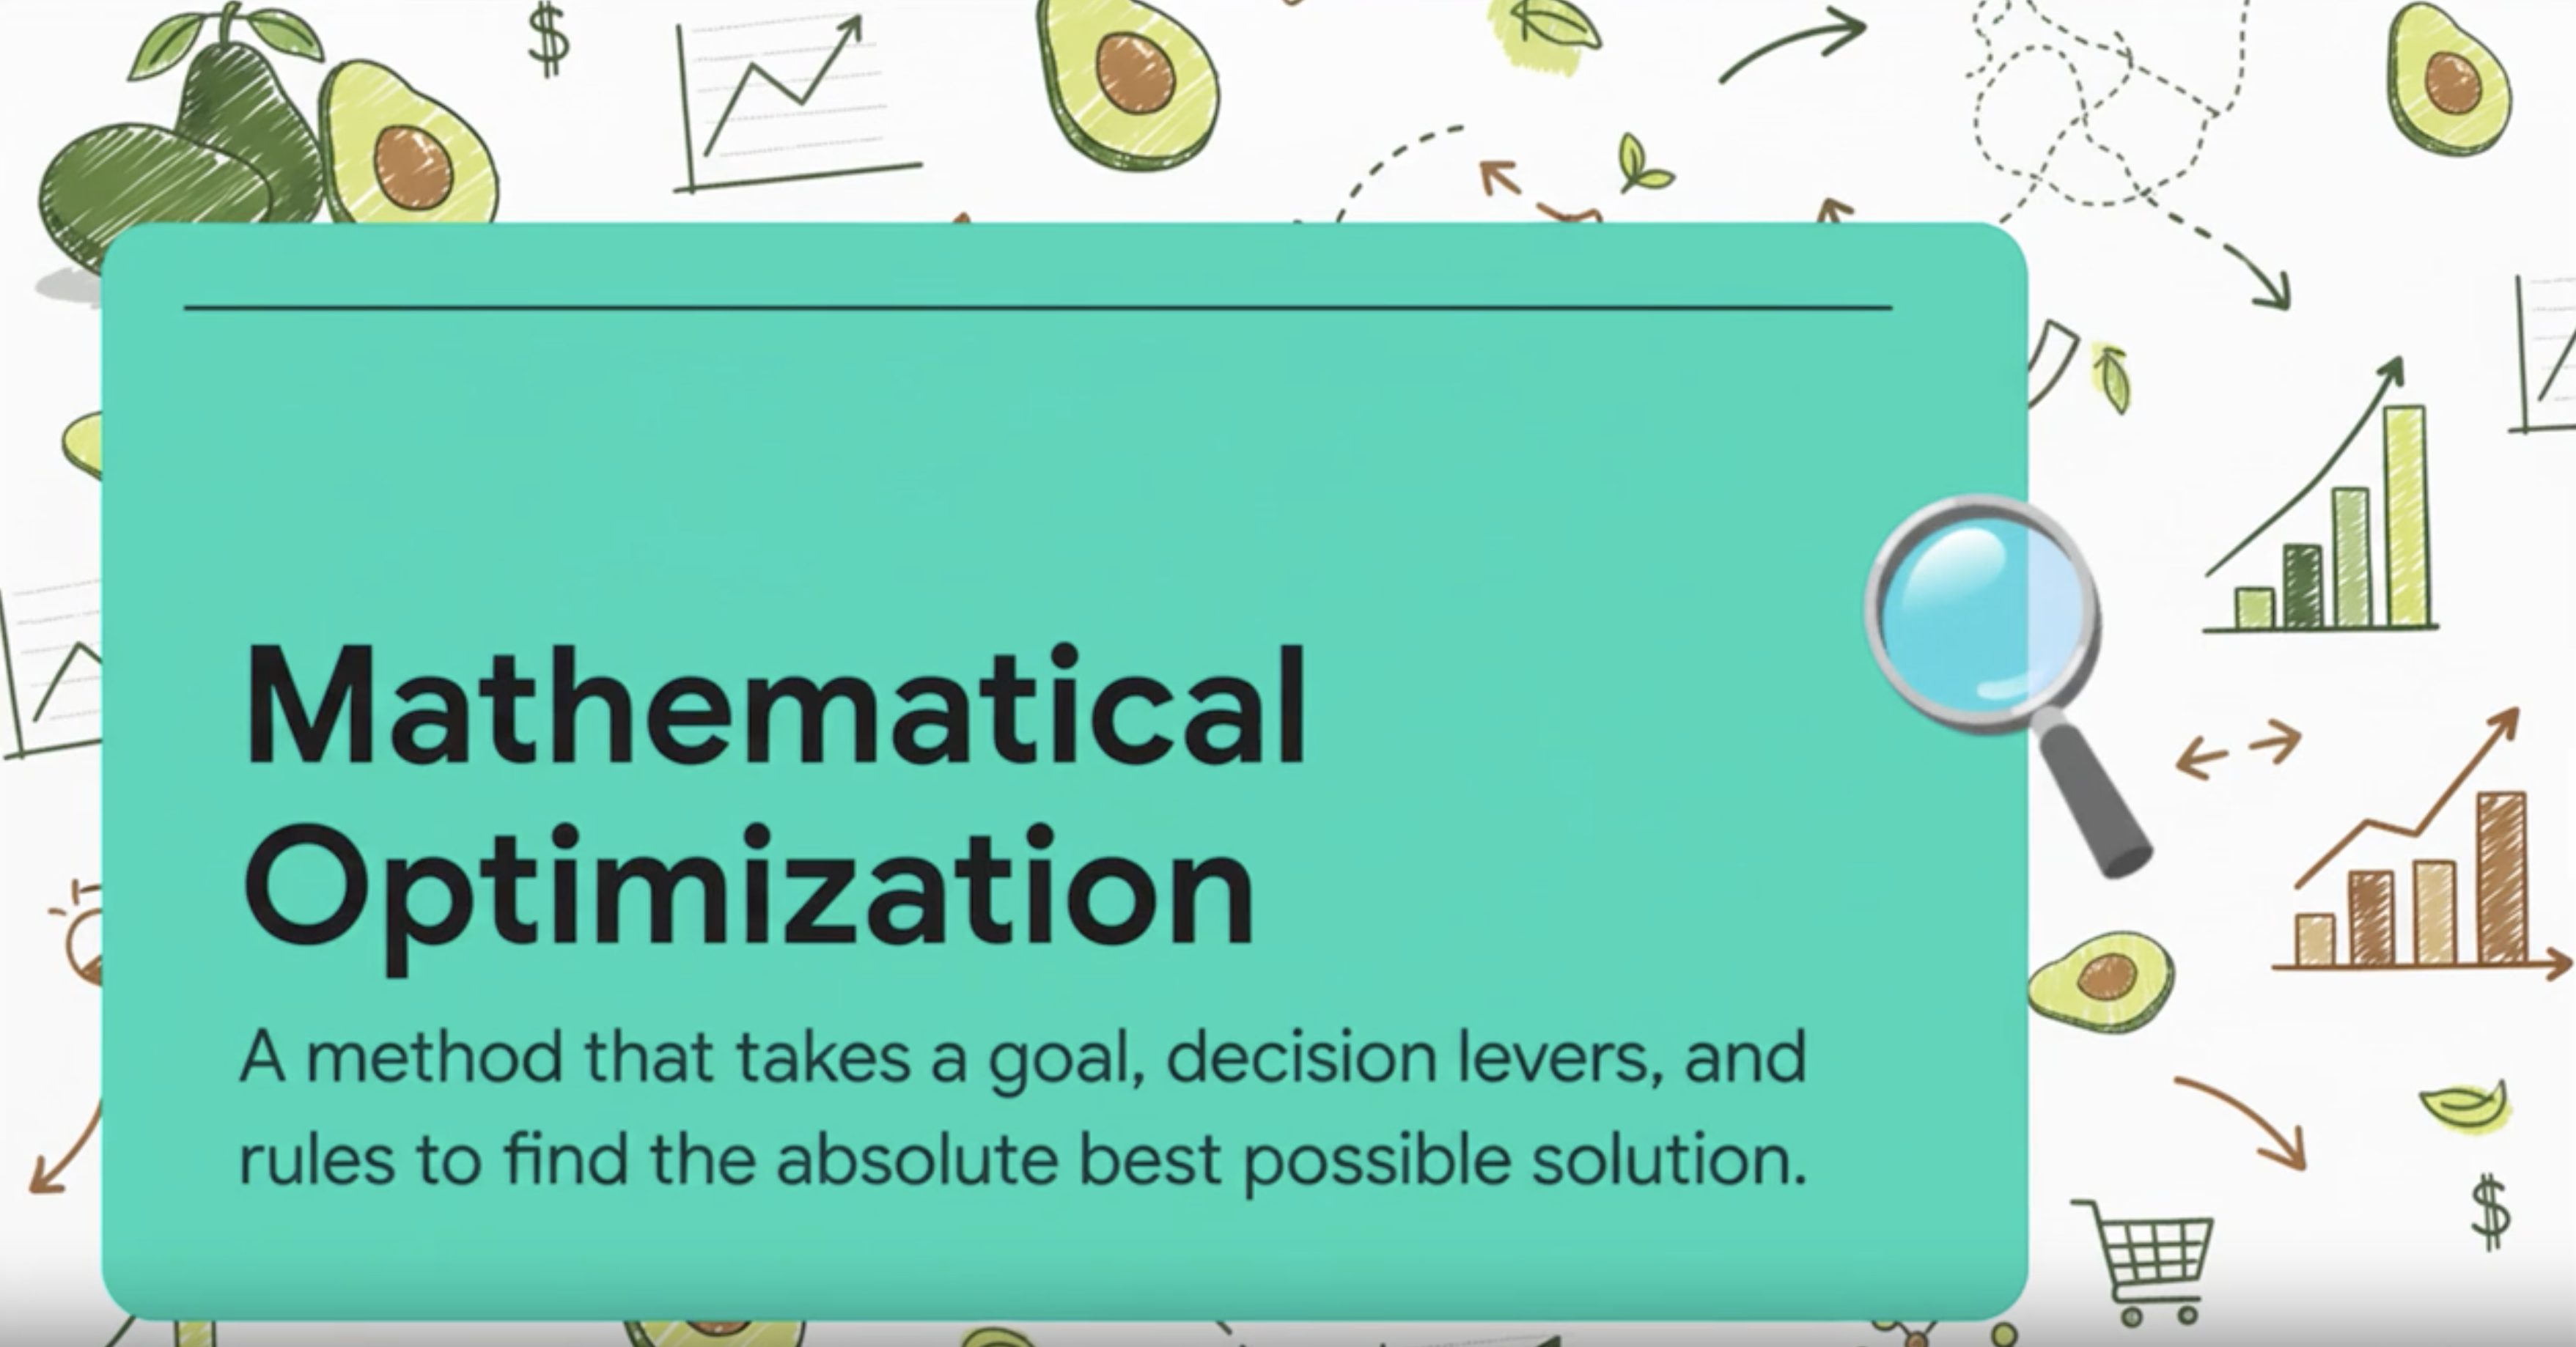 $
Mathematical
Optimization
A method that takes a goal, decision levers, and
rules to find the absolute best possible solution.
$